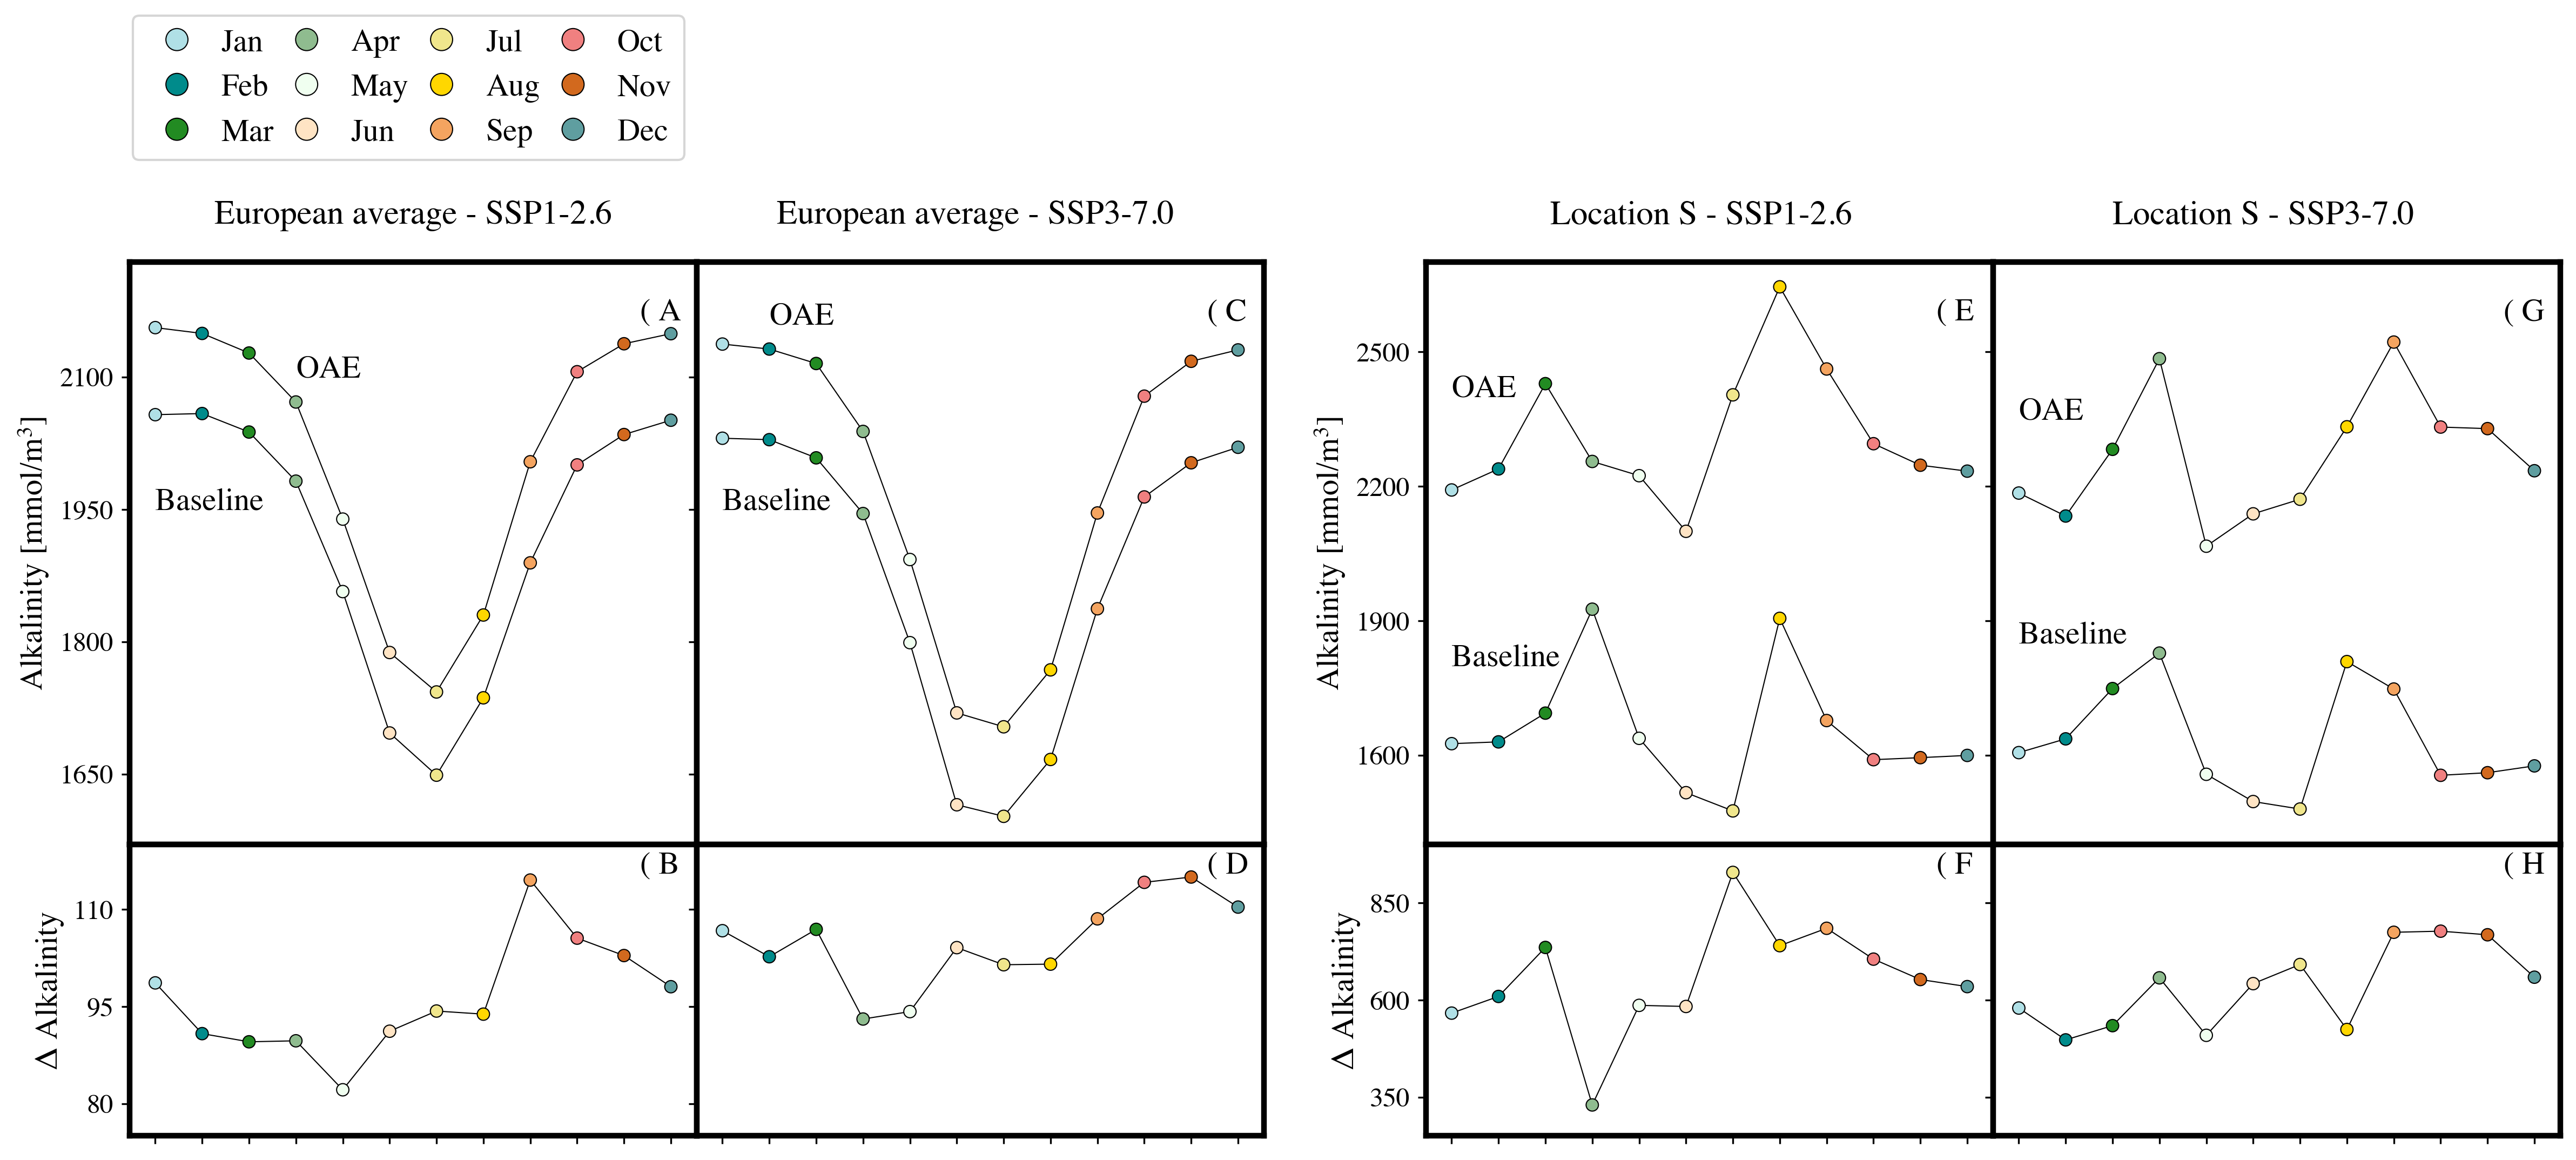 Jan Apr Jul Oct
Feb May Aug Nov
Mar Jun Sep Dec
European average - SSP1-2.6
European average - SSP3-7.0
Location S - SSP1-2.6
Location S - SSP3-7.0
Alkalinity [mmol/m³]
2100
1950
1800
1650
( A
OAE
Baseline
( C
OAE
Baseline
Δ Alkalinity
110
95
80
( B
( D
Alkalinity [mmol/m³]
2500
2200
1900
1600
( E
OAE
Baseline
( G
OAE
Baseline
Δ Alkalinity
850
600
350
( F
( H